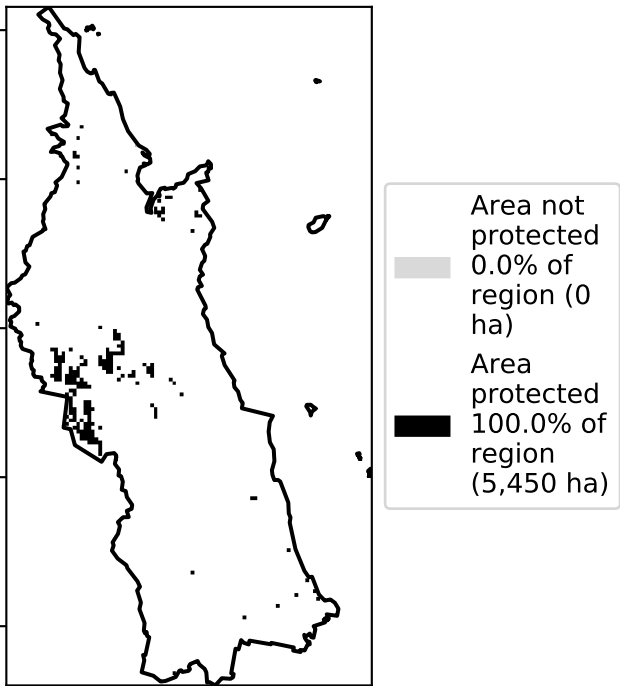 Area not
protected
0.0% of
region (0
ha)
Area
protected
100.0% of
region
(5,450 ha)